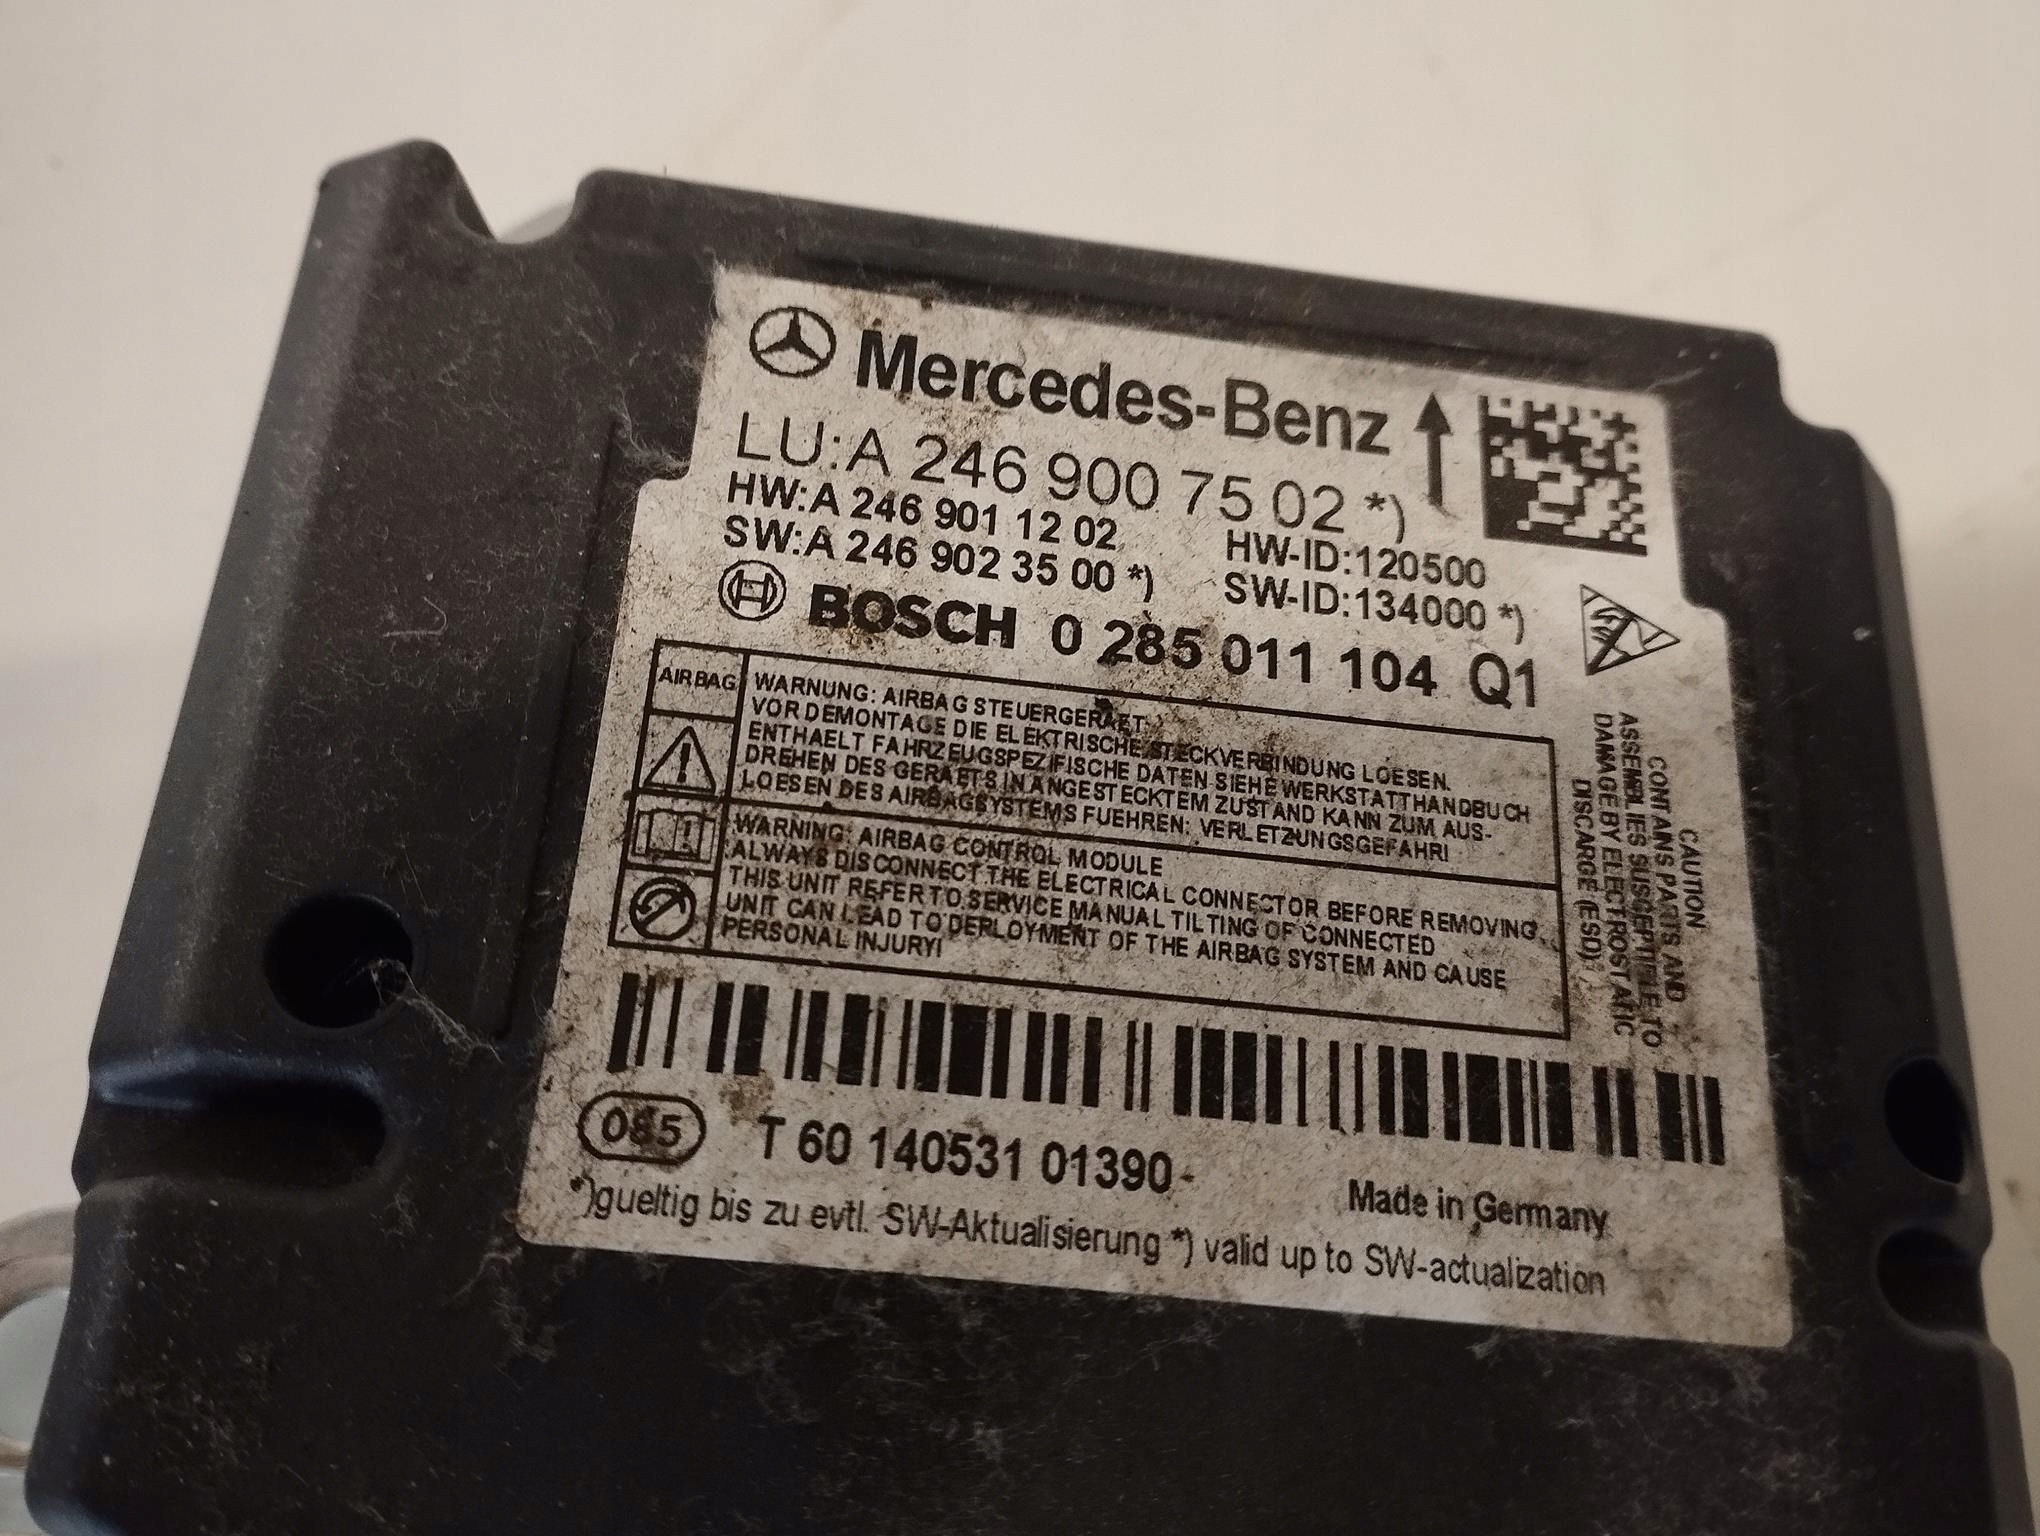 Mercedes-Benz
LU:A 246 900 75 02 *)
HW:A 246 901 12 02
HW-ID:120500
SW:A 246 902 35 00 *)
SW-ID:134000 *)
BOSCH 0 285 011 104 Q1
AIRBAG
WARNUNG: AIRBAG STEUERGERAET
VOR DEMONTAGE DIE ELEKTRISCHE STECKVERBINDUNG LOESEN.
ENTHAELT FAHRZEUGSPEZIFISCHE DATEN SIEHE WERKSTATTHANDBUCH
DREHEN DES GERAETS IN ANGESTECKTEM ZUSTAND KANN ZUM AUS-
LOESEN DES AIRBAGSYSTEMS FUEHREN: VERLETZUNGSGEFAHR!
WARNING: AIRBAG CONTROL MODULE
ALWAYS DISCONNECT THE ELECTRICAL CONNECTOR BEFORE REMOVING
THIS UNIT REFER TO SERVICE MANUAL TILTING OF CONNECTED
UNIT CAN LEAD TO DEPLOYMENT OF THE AIRBAG SYSTEM AND CAUSE
PERSONAL INJURY!
CAUTION
CONTAINS PARTS AND
ASSEMBLIES SUSCEPTIBLE TO
DAMAGE BY ELECTROSTATIC
DISCARGE (ESD)
085
T 60 140531 01390
Made in Germany
*)gueltig bis zu evtl. SW-Aktualisierung *) valid up to SW-actualization